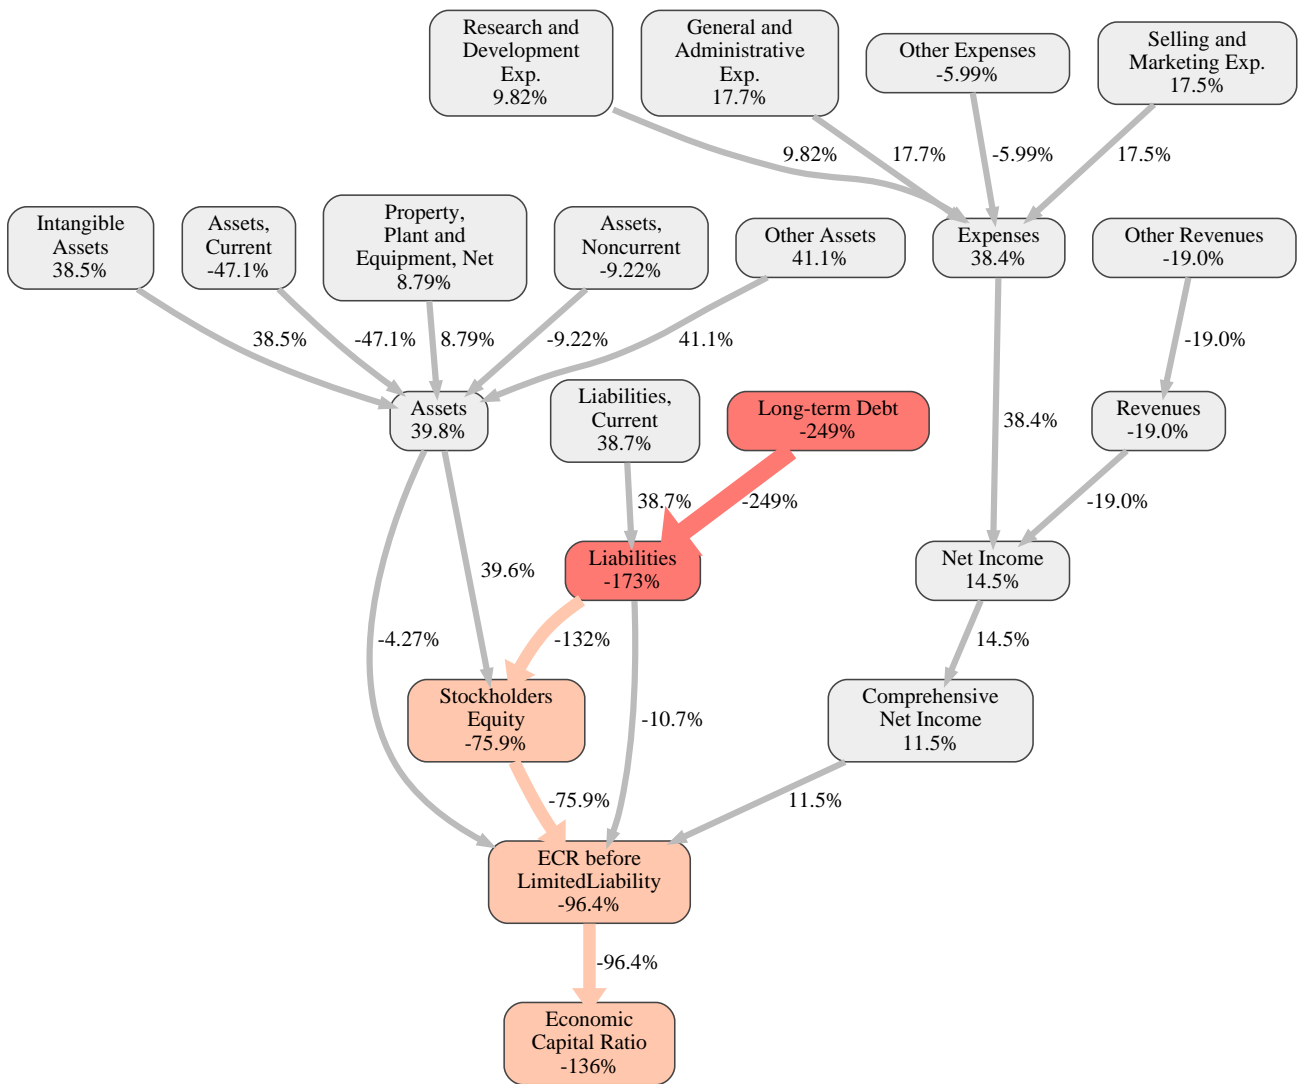 Research and
Development
Exp.
9.82%
General and
Administrative
Exp.
17.7%
Other Expenses
-5.99%
Selling and
Marketing Exp.
17.5%
9.82%
17.7%
-5.99%
17.5%
Intangible
Assets
38.5%
Assets,
Current
-47.1%
Property,
Plant and
Equipment, Net
8.79%
Assets,
Noncurrent
-9.22%
Other Assets
41.1%
Expenses
38.4%
Other Revenues
-19.0%
38.5%
-47.1%
8.79%
-9.22%
41.1%
-19.0%
Assets
39.8%
Liabilities,
Current
38.7%
Long-term Debt
-249%
38.4%
Revenues
-19.0%
38.7%
-249%
-19.0%
39.6%
Liabilities
-173%
Net Income
14.5%
-4.27%
-132%
14.5%
Stockholders
Equity
-75.9%
-10.7%
Comprehensive
Net Income
11.5%
-75.9%
11.5%
ECR before
LimitedLiability
-96.4%
-96.4%
Economic
Capital Ratio
-136%